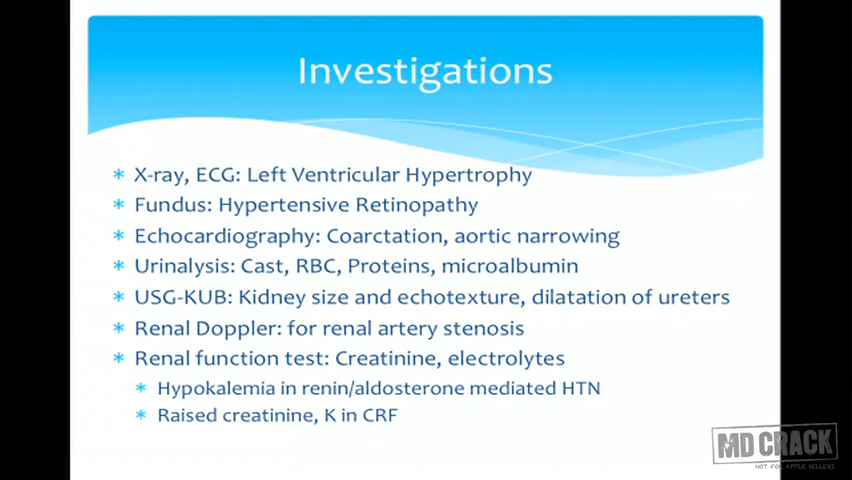 Investigations
* X-ray, ECG: Left Ventricular Hypertrophy
* Fundus: Hypertensive Retinopathy
* Echocardiography: Coarctation, aortic narrowing
* Urinalysis: Cast, RBC, Proteins, microalbumin
* USG-KUB: Kidney size and echotexture, dilatation of ureters
* Renal Doppler: for renal artery stenosis
* Renal function test: Creatinine, electrolytes
* Hypokalemia in renin/aldosterone mediated HTN
* Raised creatinine, K in CRF
MD CRACK
NOT FOR APPLE SELLERS